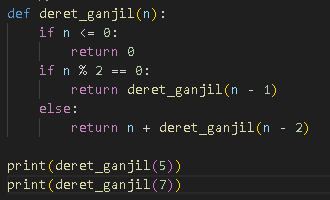 def deret_ganjil(n):
    if n <= 0:
        return 0
    if n % 2 == 0:
        return deret_ganjil(n - 1)
    else:
        return n + deret_ganjil(n - 2)

print(deret_ganjil(5))
print(deret_ganjil(7))